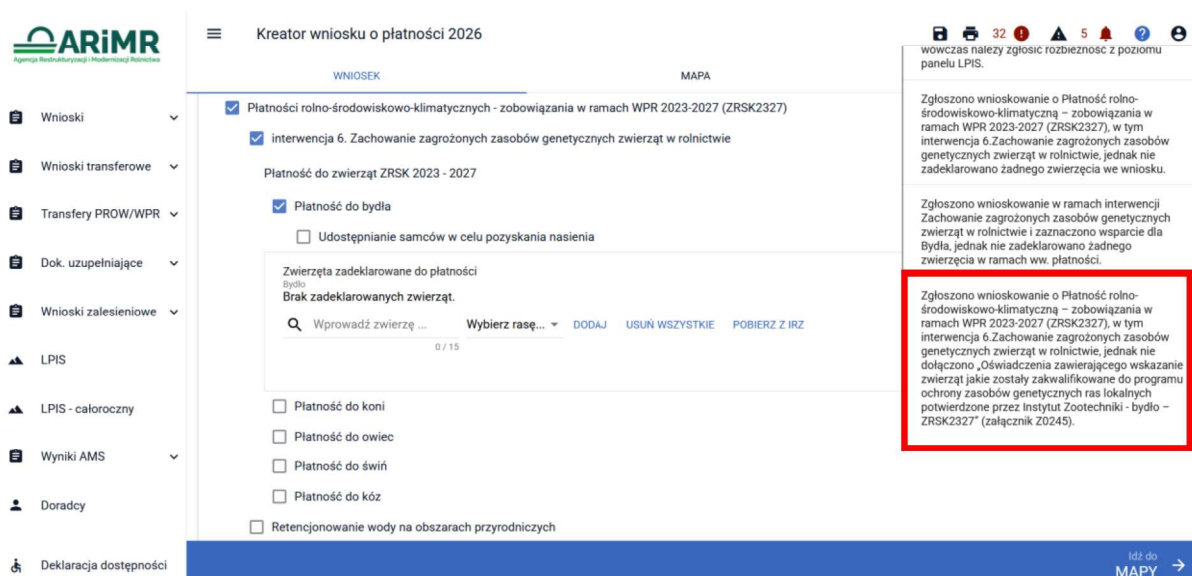 ARiMR
Agencja Restrukturyzacji i Modernizacji Rolnictwa
Kreator wniosku o płatności 2026
32
5
WNIOSEK
MAPA
Wnioski
Wnioski transferowe
Transfery PROW/WPR
Dok. uzupełniające
Wnioski zalesieniowe
LPIS
LPIS - całoroczny
Wyniki AMS
Doradcy
Deklaracja dostępności
Płatności rolno-środowiskowo-klimatycznych - zobowiązania w ramach WPR 2023-2027 (ZRSK2327)
interwencja 6. Zachowanie zagrożonych zasobów genetycznych zwierząt w rolnictwie
Płatność do zwierząt ZRSK 2023 - 2027
Płatność do bydła
Udostępnianie samców w celu pozyskania nasienia
Zwierzęta zadeklarowane do płatności
Bydło
Brak zadeklarowanych zwierząt.
Wprowadź zwierzę ...
Wybierz rasę...
DODAJ
USUŃ WSZYSTKIE
POBIERZ Z IRZ
0 / 15
Płatność do koni
Płatność do owiec
Płatność do świń
Płatność do kóz
Retencjonowanie wody na obszarach przyrodniczych
wówczas należy zgłosić rozbieżność z poziomu
panelu LPIS.
Zgłoszono wnioskowanie o Płatność rolno-
środowiskowo-klimatyczną – zobowiązania w
ramach WPR 2023-2027 (ZRSK2327), w tym
interwencja 6.Zachowanie zagrożonych zasobów
genetycznych zwierząt w rolnictwie, jednak nie
zadeklarowano żadnego zwierzęcia we wniosku.
Zgłoszono wnioskowanie w ramach interwencji
Zachowanie zagrożonych zasobów genetycznych
zwierząt w rolnictwie i zaznaczono wsparcie dla
Bydła, jednak nie zadeklarowano żadnego
zwierzęcia w ramach ww. płatności.
Zgłoszono wnioskowanie o Płatność rolno-
środowiskowo-klimatyczną – zobowiązania w
ramach WPR 2023-2027 (ZRSK2327), w tym
interwencja 6.Zachowanie zagrożonych zasobów
genetycznych zwierząt w rolnictwie, jednak nie
dołączono „Oświadczenia zawierającego wskazanie
zwierząt jakie zostały zakwalifikowane do programu
ochrony zasobów genetycznych ras lokalnych
potwierdzone przez Instytut Zootechniki - bydło –
ZRSK2327" (załącznik Z0245).
Idź do
MAPY